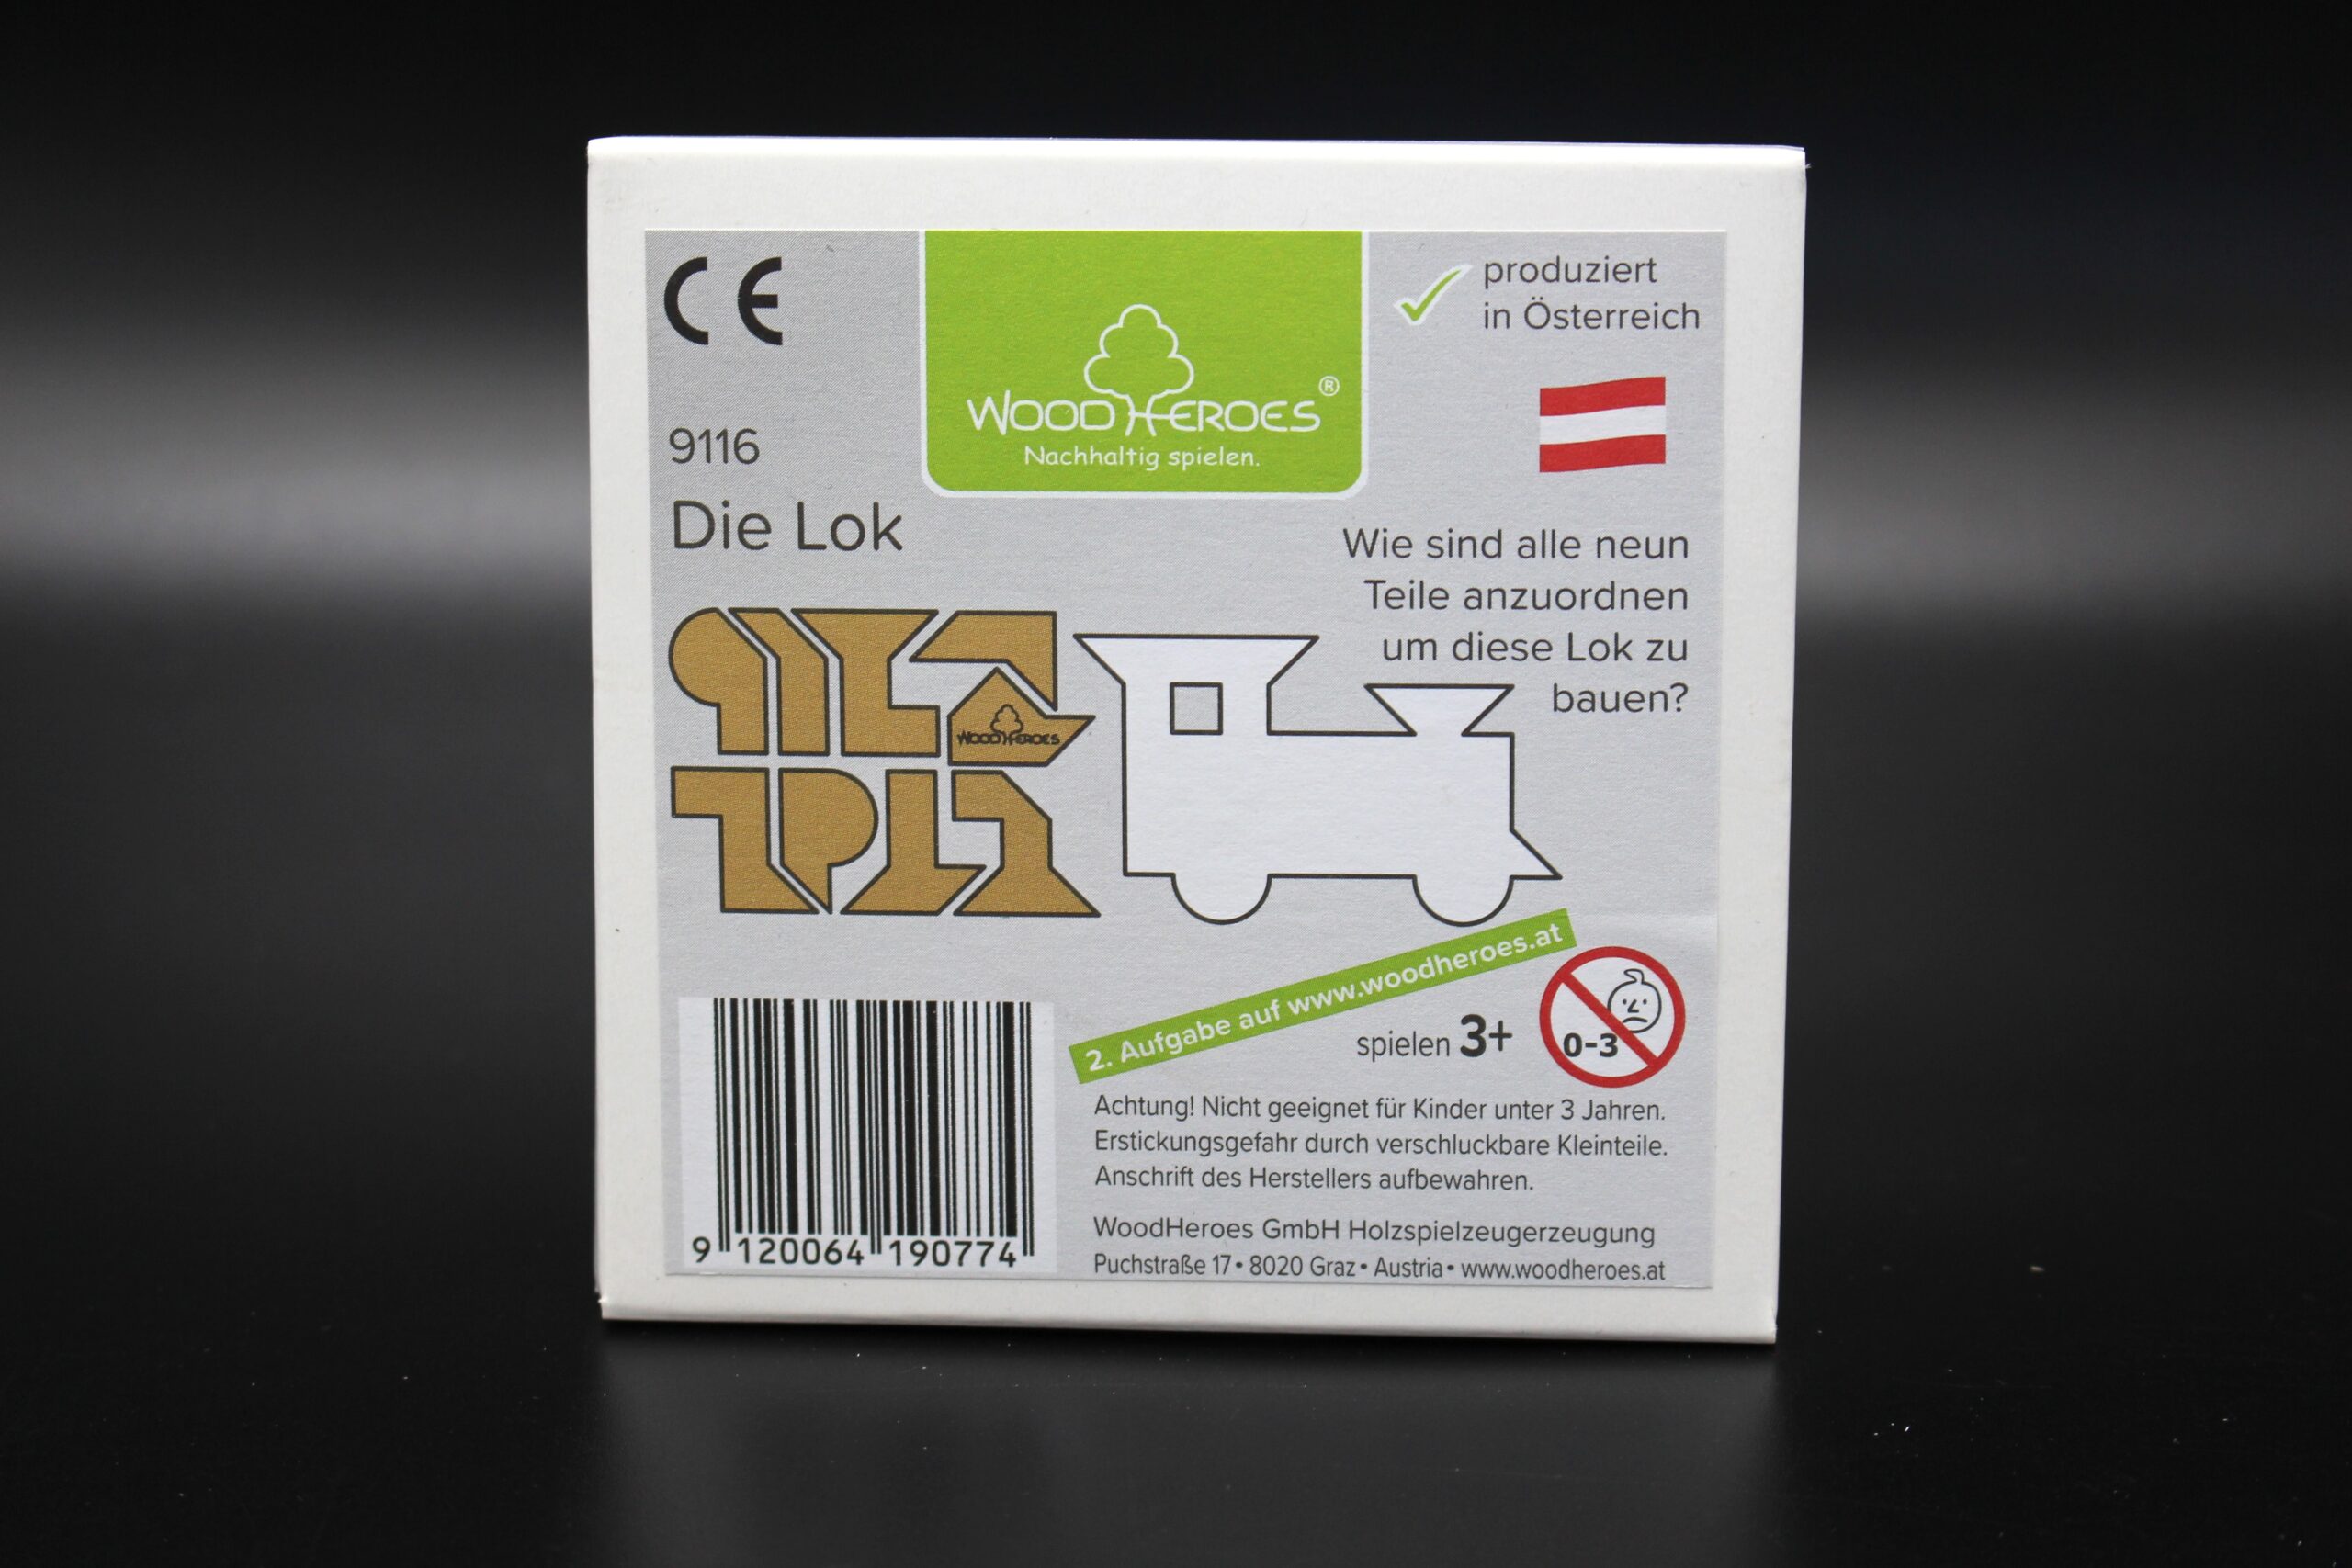 CE
WOODHEROES®
Nachhaltig spielen.
produziert
in Österreich
9116
Die Lok
Wie sind alle neun
Teile anzuordnen
um diese Lok zu
bauen?
WOODHEROES
2. Aufgabe auf www.woodheroes.at
spielen 3+
0-3
Achtung! Nicht geeignet für Kinder unter 3 Jahren.
Erstickungsgefahr durch verschluckbare Kleinteile.
Anschrift des Herstellers aufbewahren.
WoodHeroes GmbH Holzspielzeugerzeugung
Puchstraße 17 • 8020 Graz • Austria • www.woodheroes.at
9 120064 190774